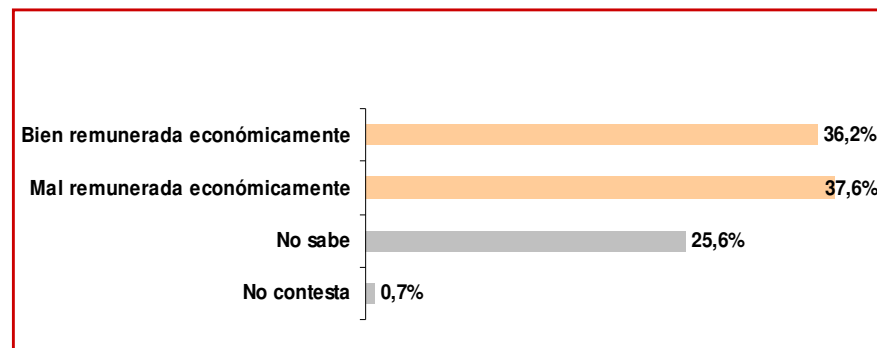 Bien remunerada económicamente 36,2%
Mal remunerada económicamente 37,6%
No sabe 25,6%
No contesta 0,7%